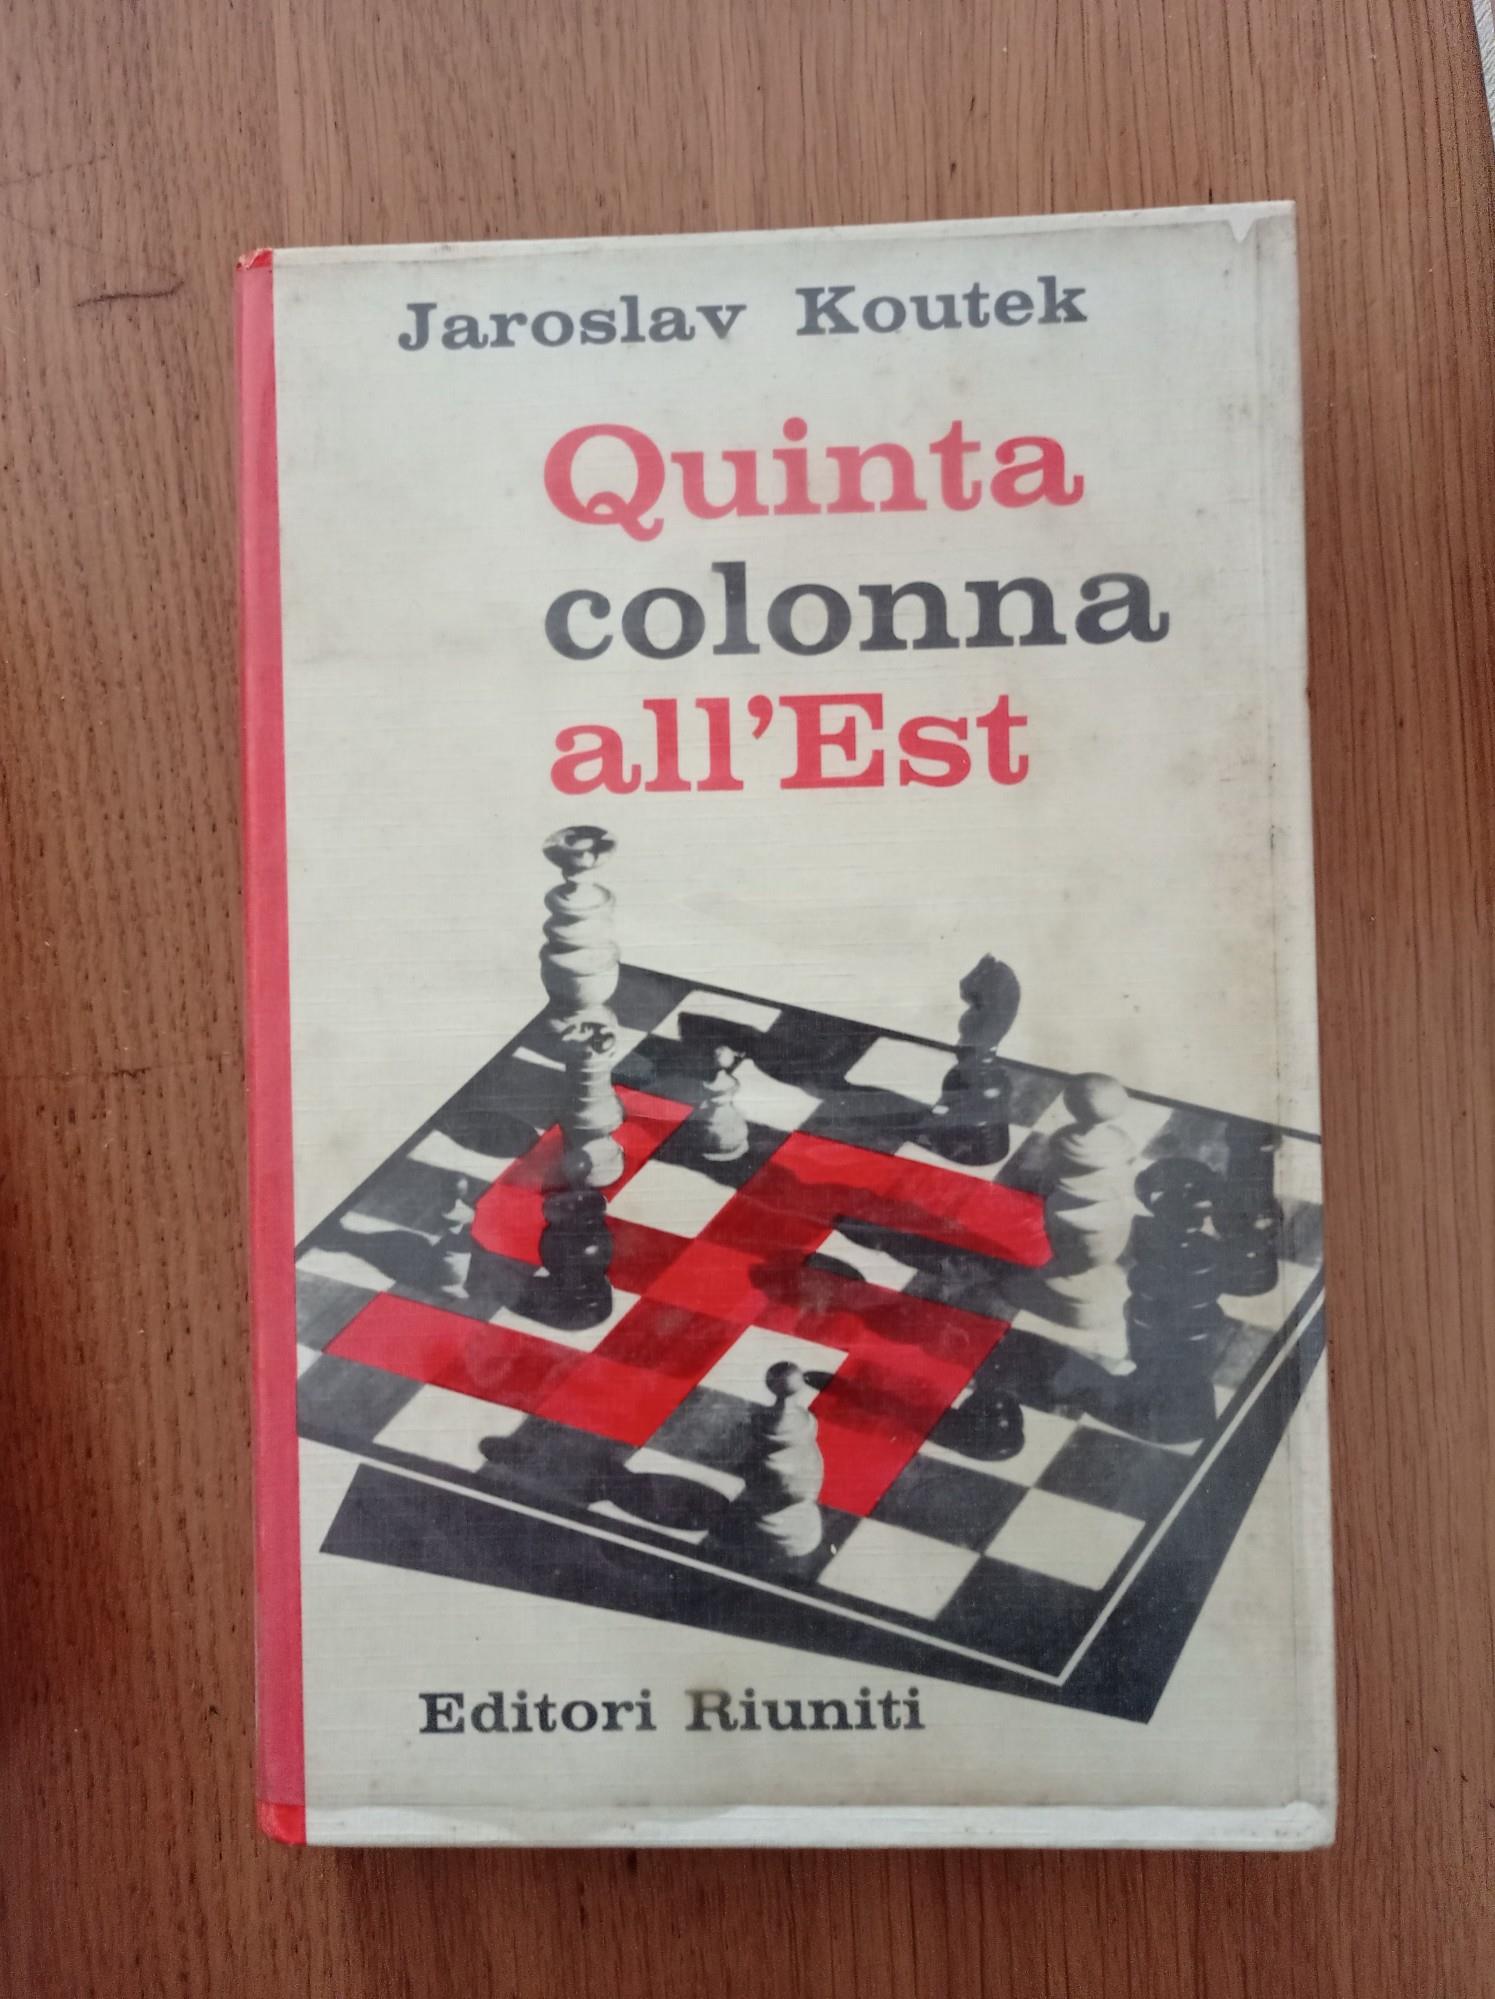 Jaroslav Koutek
Quinta
colonna
all'Est
Editori Riuniti